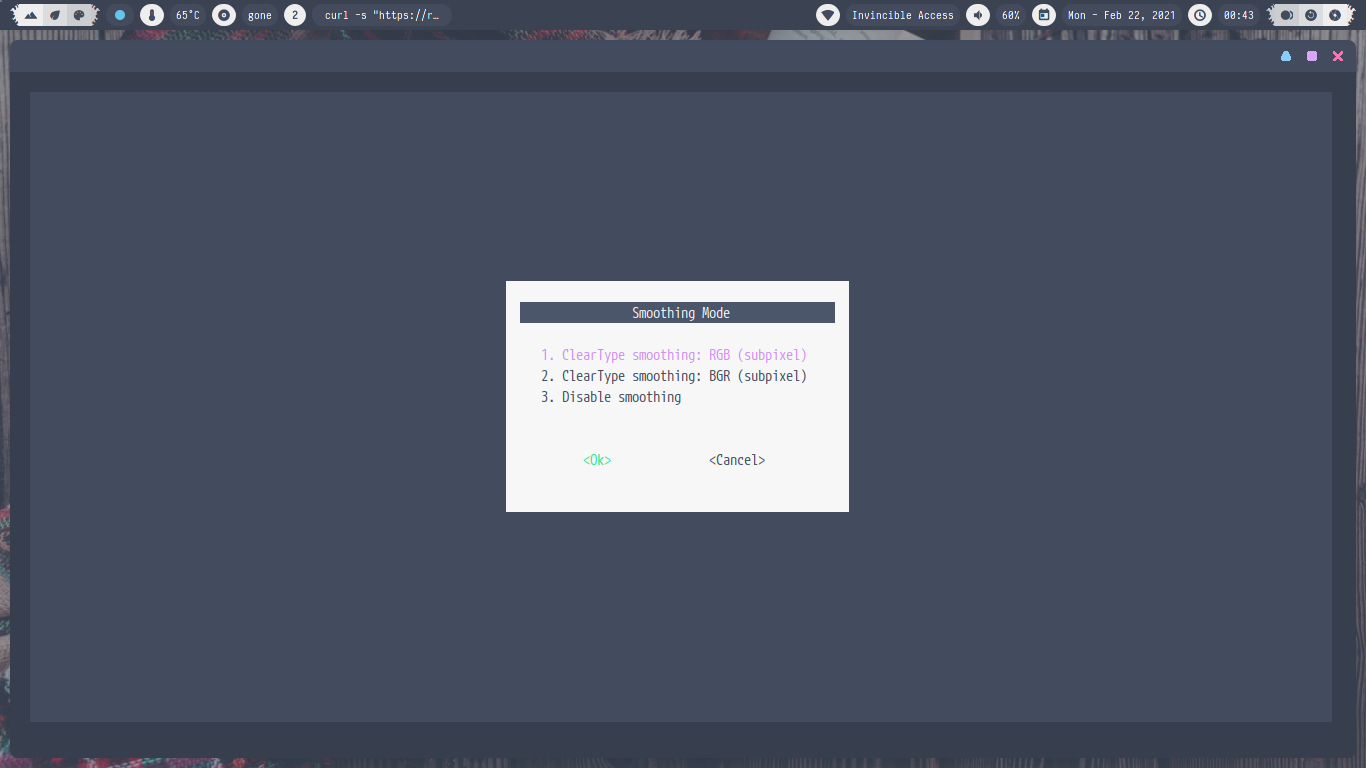 65°C gone 2 curl -s "https://r… Invincible Access 60% Mon - Feb 22, 2021 00:43
Smoothing Mode
1. ClearType smoothing: RGB (subpixel)
2. ClearType smoothing: BGR (subpixel)
3. Disable smoothing
<Ok> <Cancel>